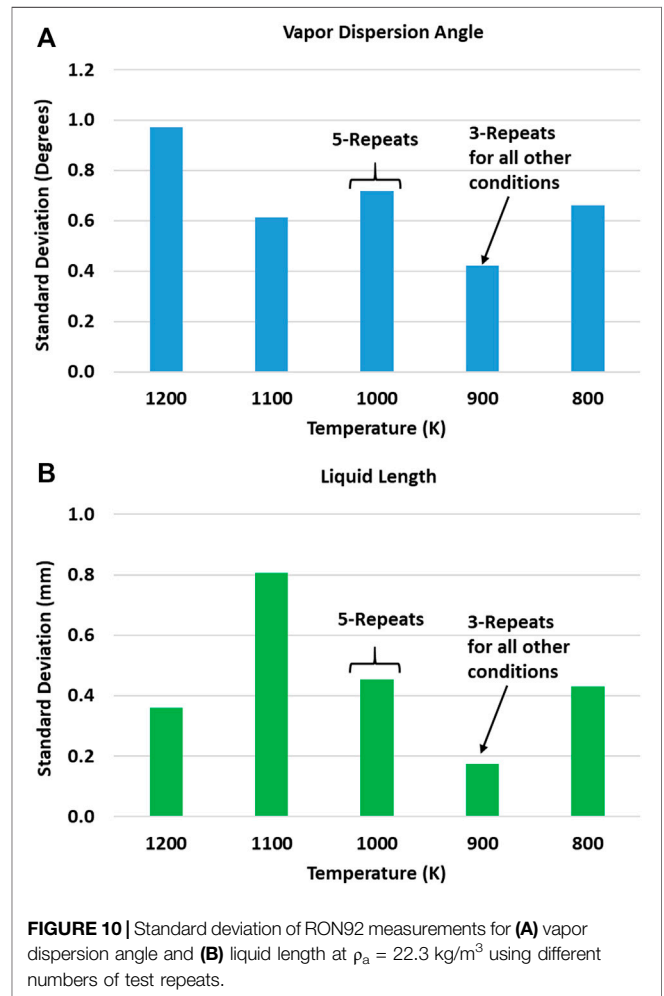 A
Vapor Dispersion Angle
Standard Deviation (Degrees)
1.2
1.0
0.8
0.6
0.4
0.2
0.0
5-Repeats
3-Repeats
for all other
conditions
1200 1100 1000 900 800
Temperature (K)
B
Liquid Length
Standard Deviation (mm)
1.0
0.8
0.6
0.4
0.2
0.0
5-Repeats
3-Repeats
for all other
conditions
1200 1100 1000 900 800
Temperature (K)
FIGURE 10 | Standard deviation of RON92 measurements for (A) vapor
dispersion angle and (B) liquid length at ρₐ = 22.3 kg/m³ using different
numbers of test repeats.